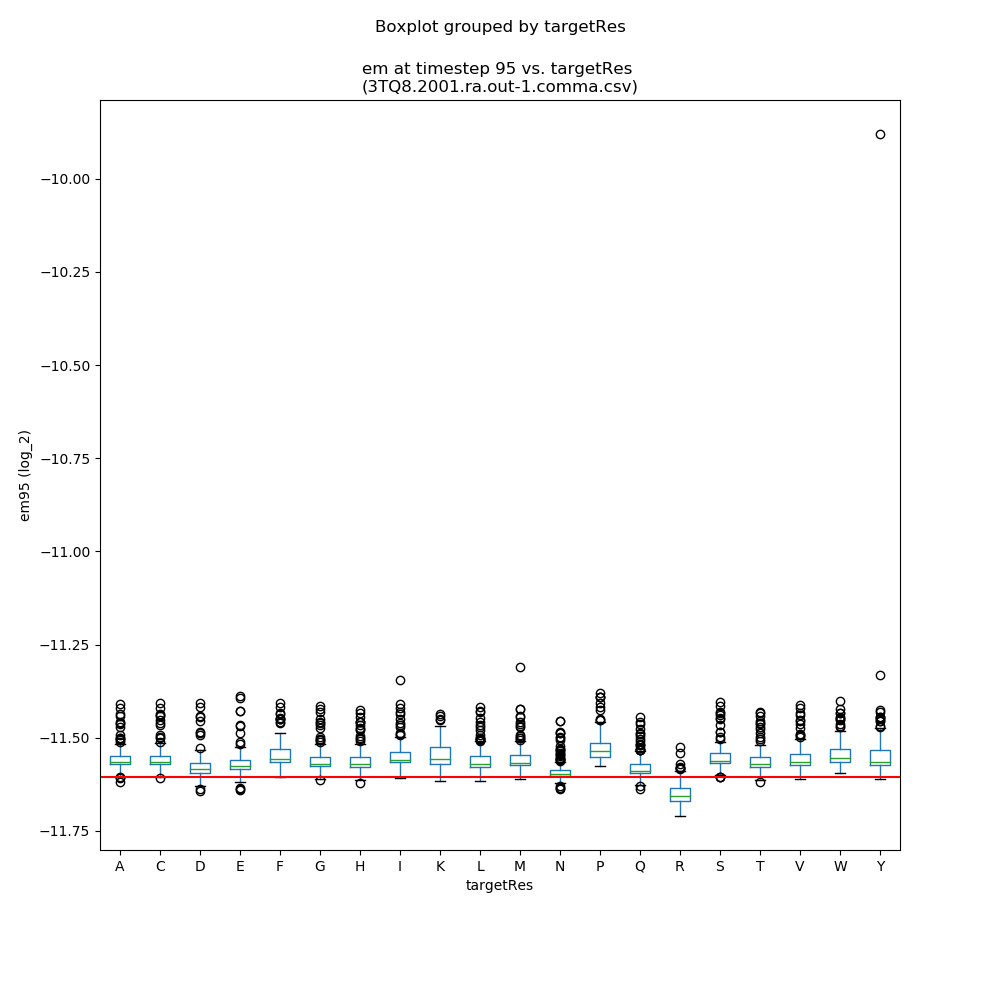 Boxplot grouped by targetRes
em at timestep 95 vs. targetRes
(3TQ8.2001.ra.out-1.comma.csv)
−10.00
−10.25
−10.50
−10.75
−11.00
−11.25
−11.50
−11.75
em95 (log_2)
A C D E F G H I K L M N P Q R S T V W Y
targetRes